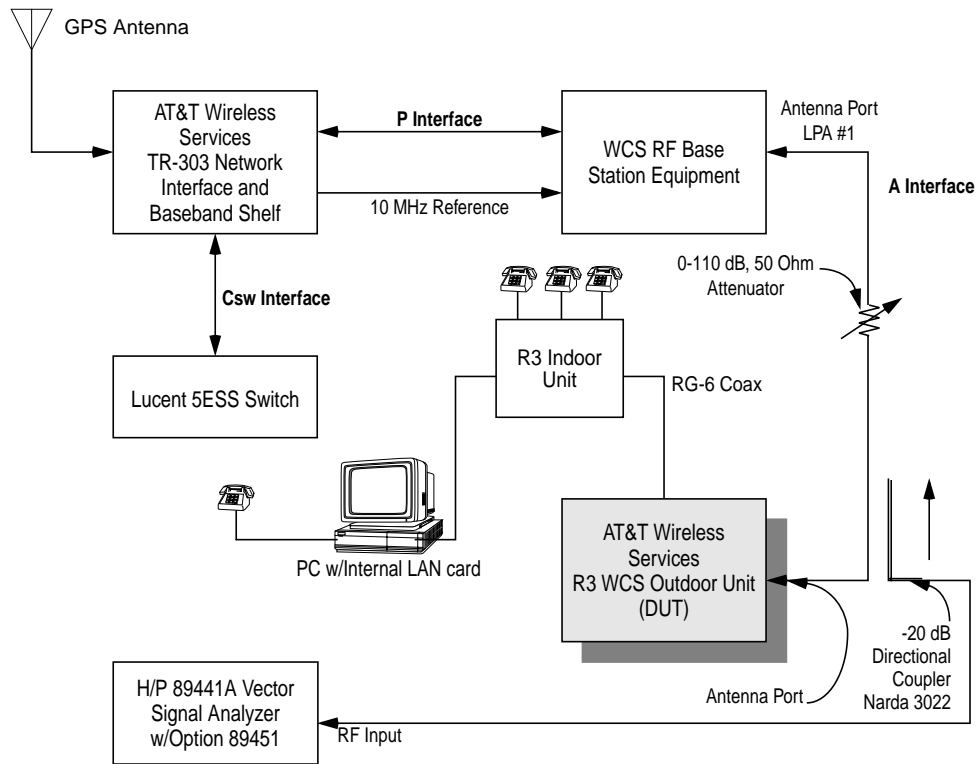 GPS Antenna
AT&T Wireless
Services
TR-303 Network
Interface and
Baseband Shelf
P Interface
10 MHz Reference
WCS RF Base
Station Equipment
Antenna Port
LPA #1
A Interface
0-110 dB, 50 Ohm
Attenuator
Csw Interface
Lucent 5ESS Switch
R3 Indoor
Unit
RG-6 Coax
PC w/Internal LAN card
AT&T Wireless
Services
R3 WCS Outdoor Unit
(DUT)
-20 dB
Directional
Coupler
Narda 3022
Antenna Port
H/P 89441A Vector
Signal Analyzer
w/Option 89451
RF Input